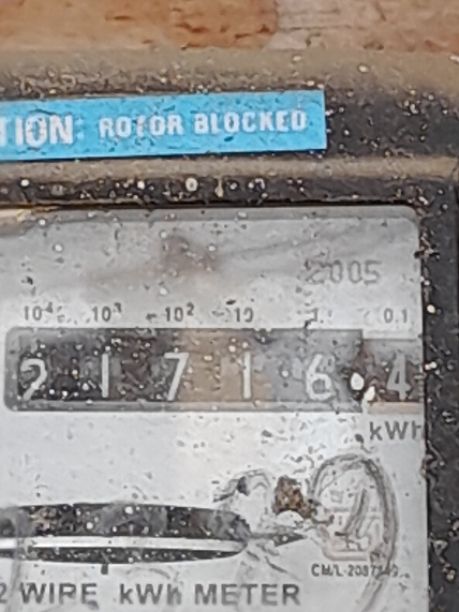 TION: ROTOR BLOCKED
2005
10⁴ 10³ 10² 10 1 0.1
2 1 7 1 6 4
kWh
2 WIRE kWh METER